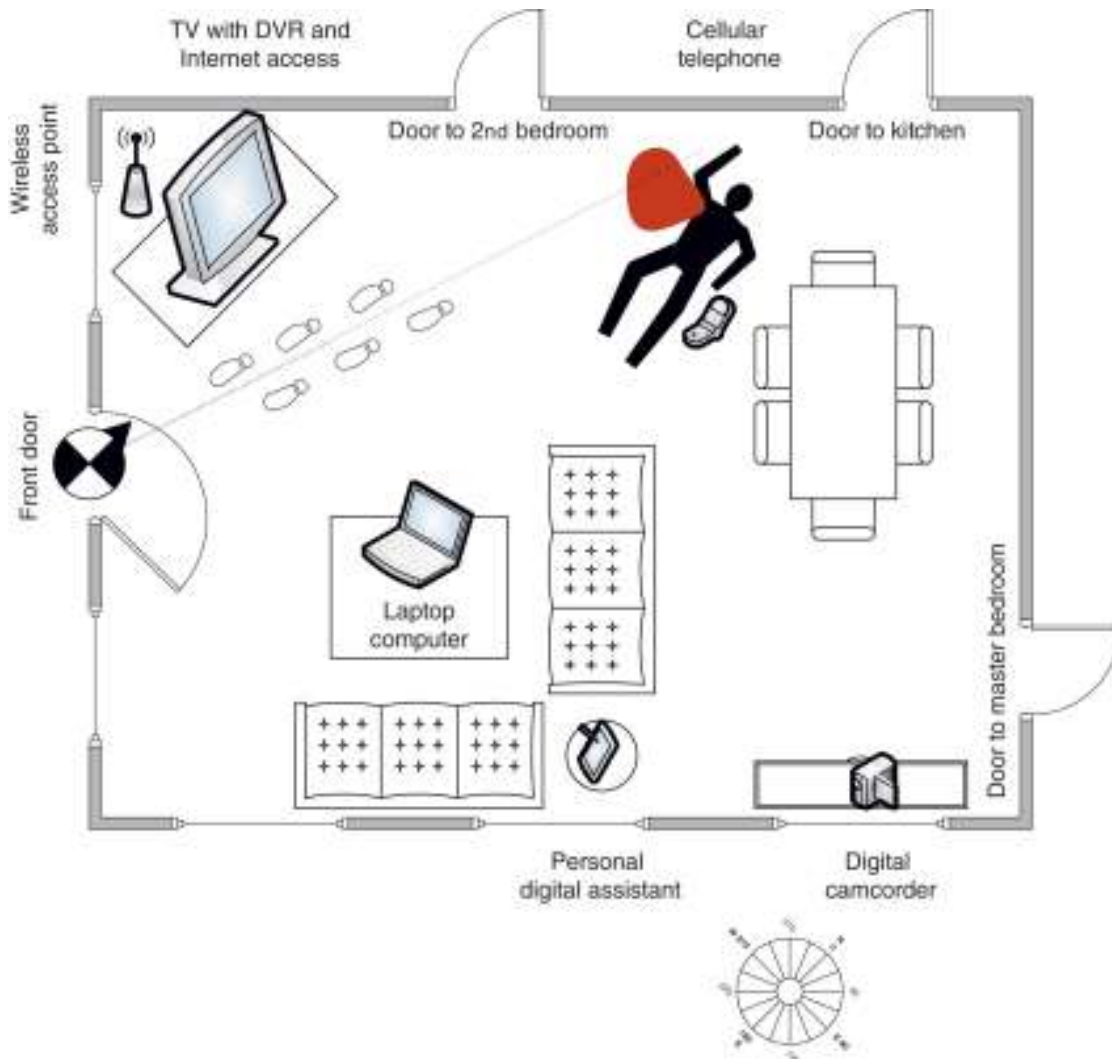 TV with DVR and
Internet access
Cellular
telephone
Wireless
access point
Door to 2nd bedroom
Door to kitchen
Front door
Laptop
computer
Door to master bedroom
Personal
digital assistant
Digital
camcorder